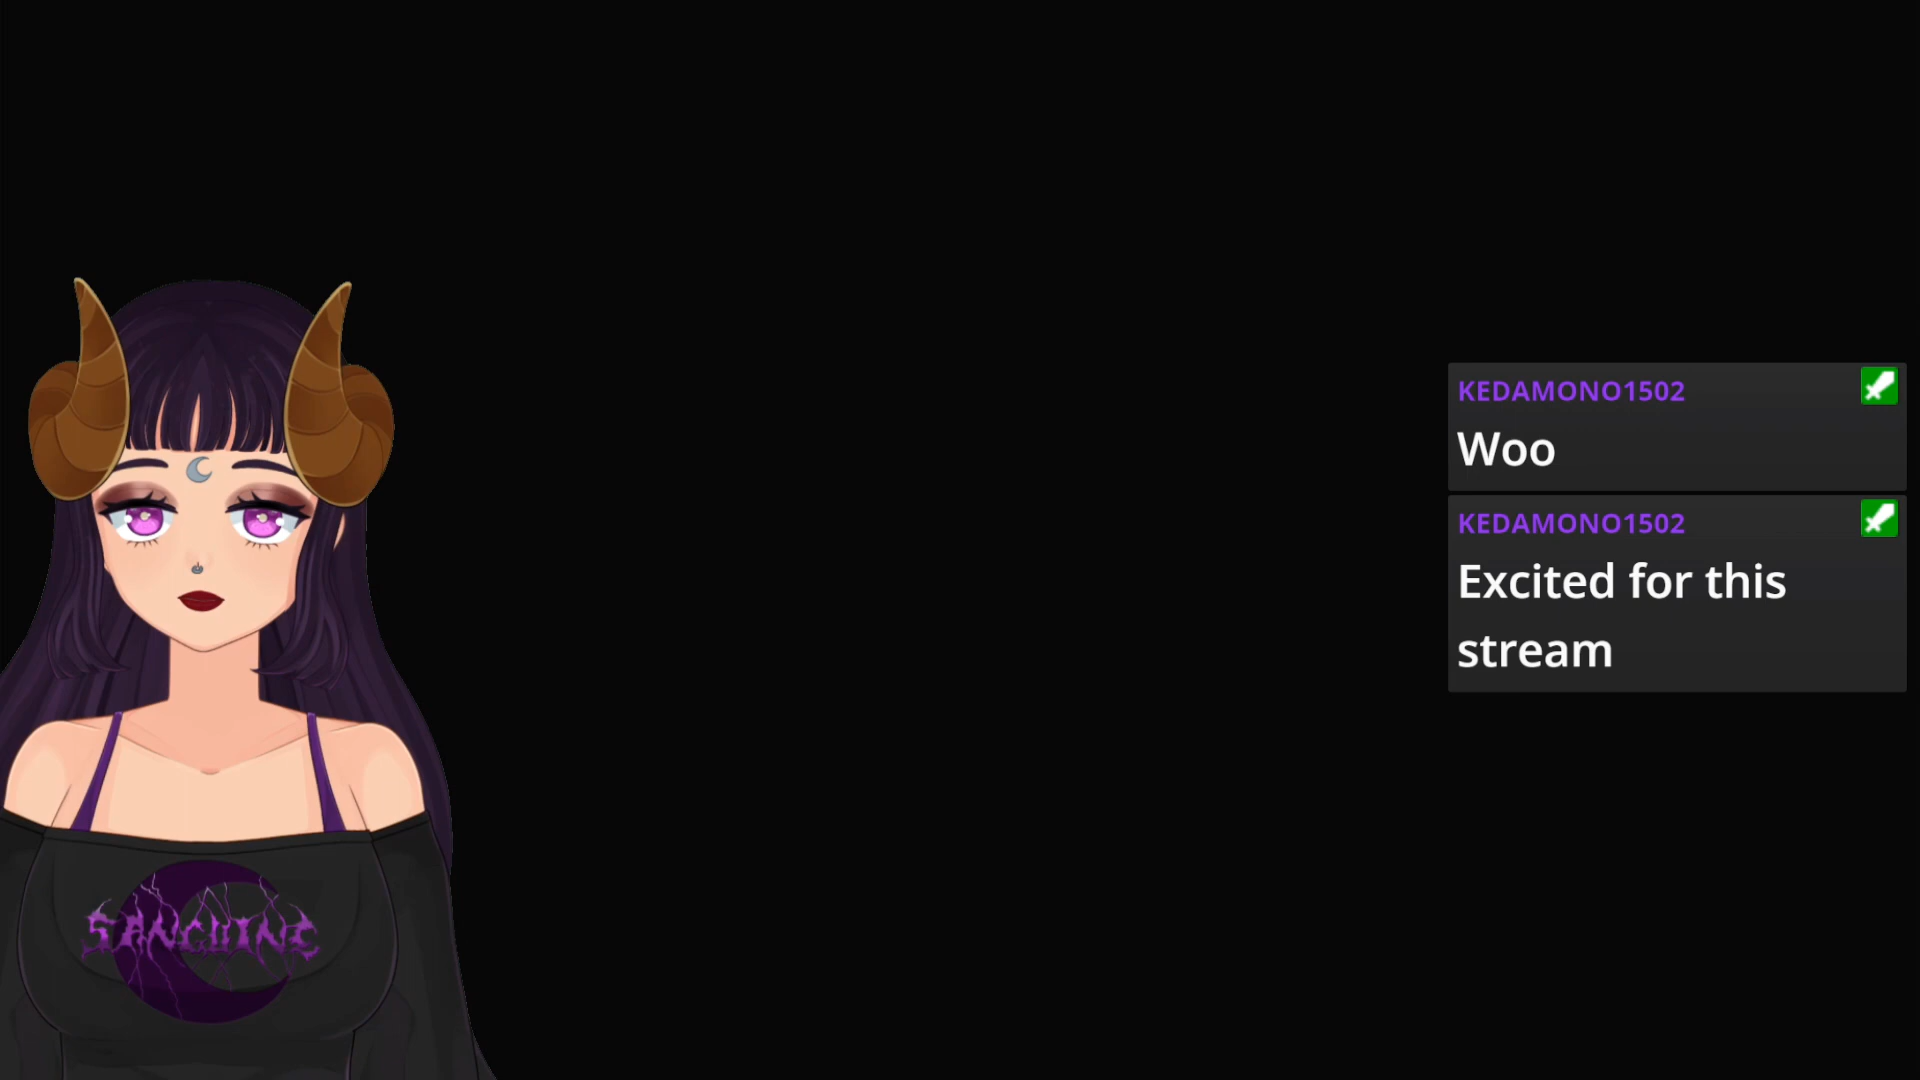 KEDAMONO1502
Woo
KEDAMONO1502
Excited for this
stream
SANGUINE